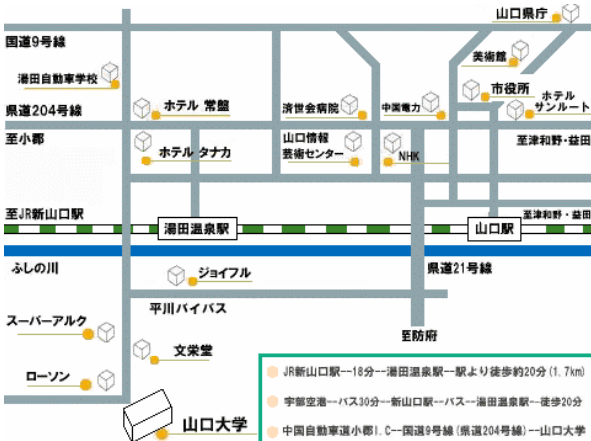 山口県庁
国道9号線
美術館
湯田自動車学校
市役所
ホテル 常盤
済世会病院
中国電力
ホテル
サンルート
県道204号線
至小郡
ホテル タナカ
山口情報
芸術センター
NHK
至津和野・益田
至JR新山口駅
湯田温泉駅
山口駅
至津和野・益田
ふしの川
ジョイフル
県道21号線
平川バイパス
スーパーアルク
至防府
文栄堂
ローソン
山口大学
JR新山口駅--18分--湯田温泉駅--駅より徒歩約20分(1.7km)
宇部空港--バス30分--新山口駅--バス--湯田温泉駅--徒歩20分
中国自動車道小郡I.C--国道9号線(県道204号線)--山口大学